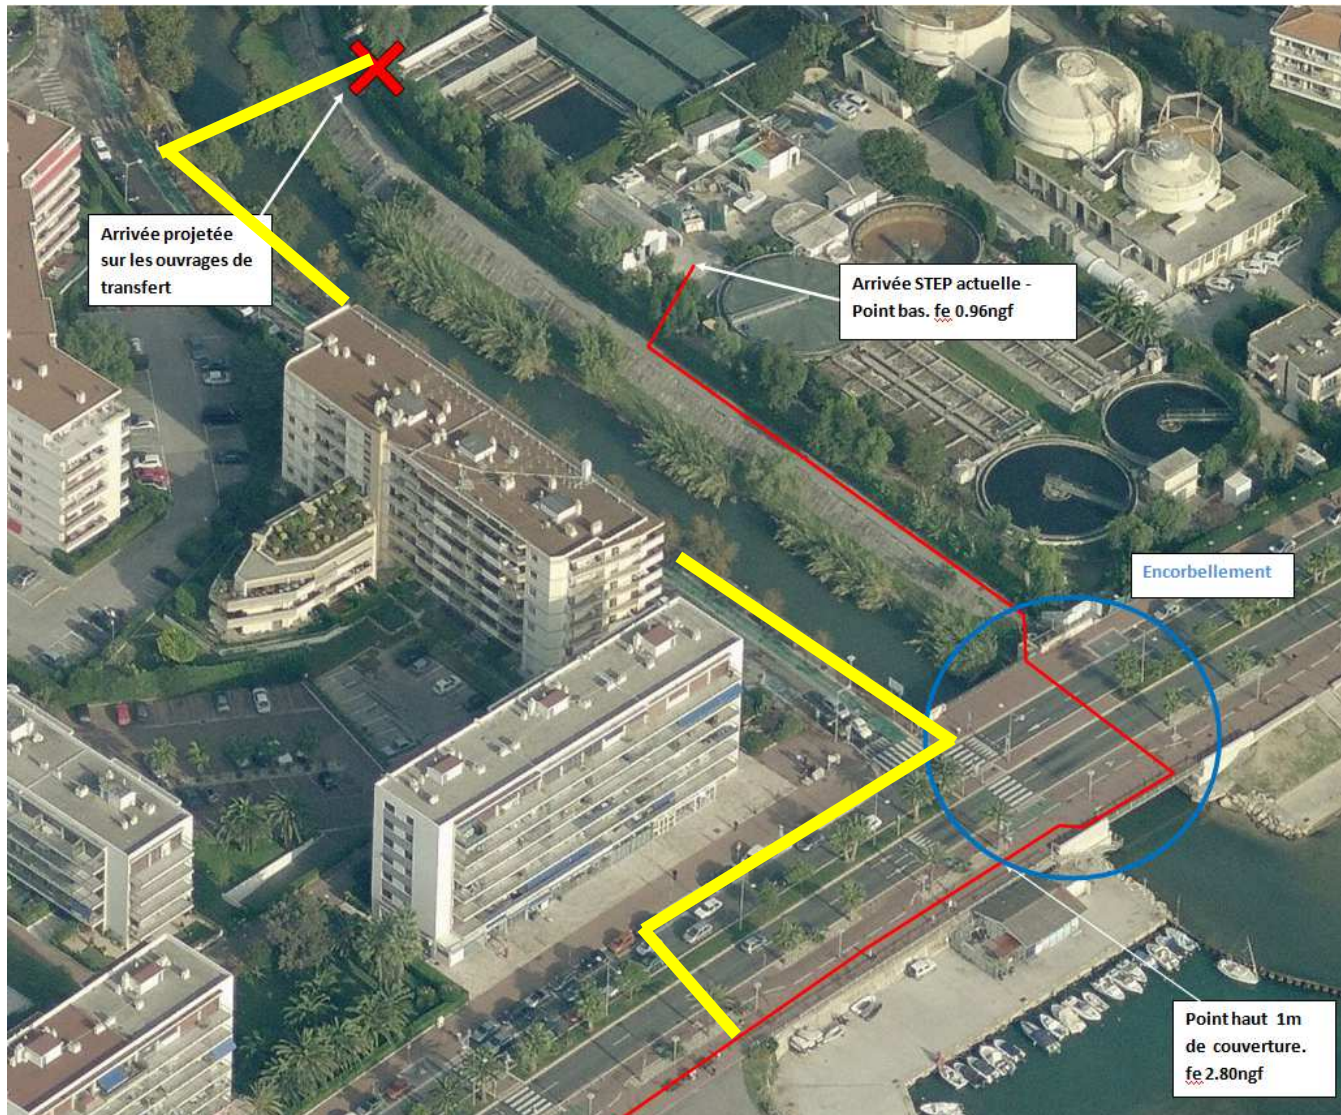 Arrivée projetée
sur les ouvrages de
transfert
Arrivée STEP actuelle -
Point bas. fe 0.96ngf
Encorbellement
Point haut 1m
de couverture.
fe 2.80ngf